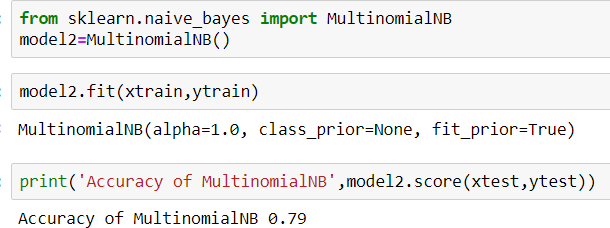 from sklearn.naive_bayes import MultinomialNB
model2=MultinomialNB()
model2.fit(xtrain,ytrain)
MultinomialNB(alpha=1.0, class_prior=None, fit_prior=True)
print('Accuracy of MultinomialNB',model2.score(xtest,ytest))
Accuracy of MultinomialNB 0.79